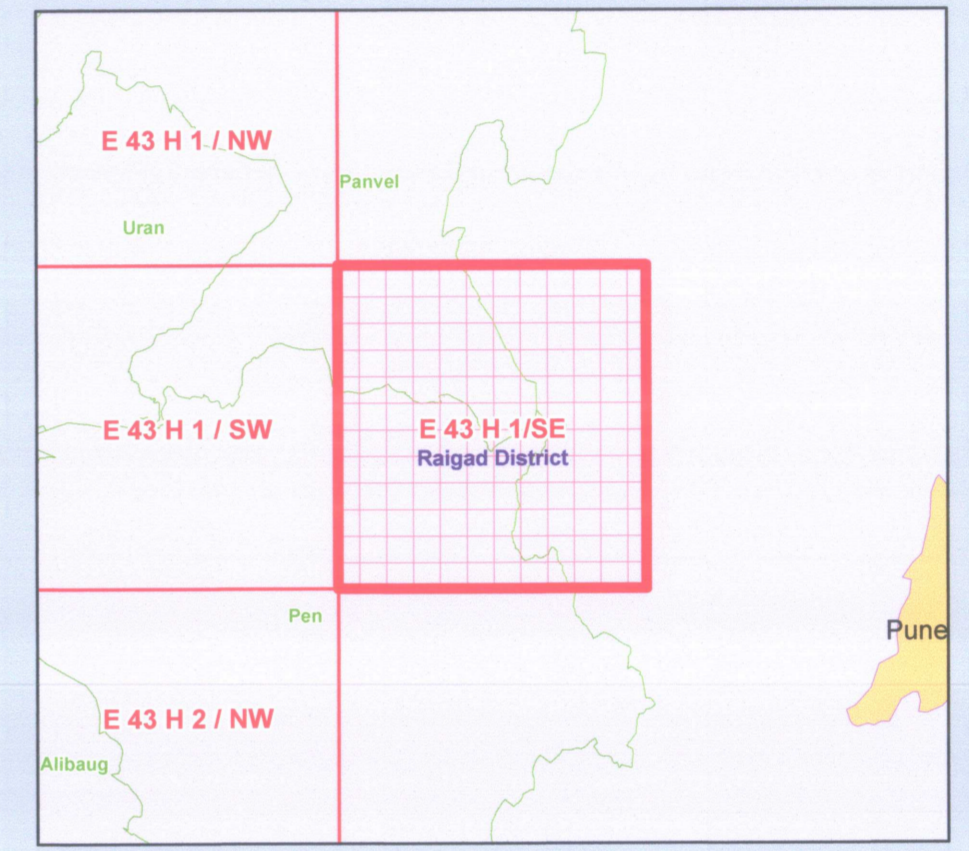 E 43 H 1 / NW
Panvel
Uran
E 43 H 1 / SW
E 43 H 1/SE
Raigad District
Pen
Pune
E 43 H 2 / NW
Alibaug